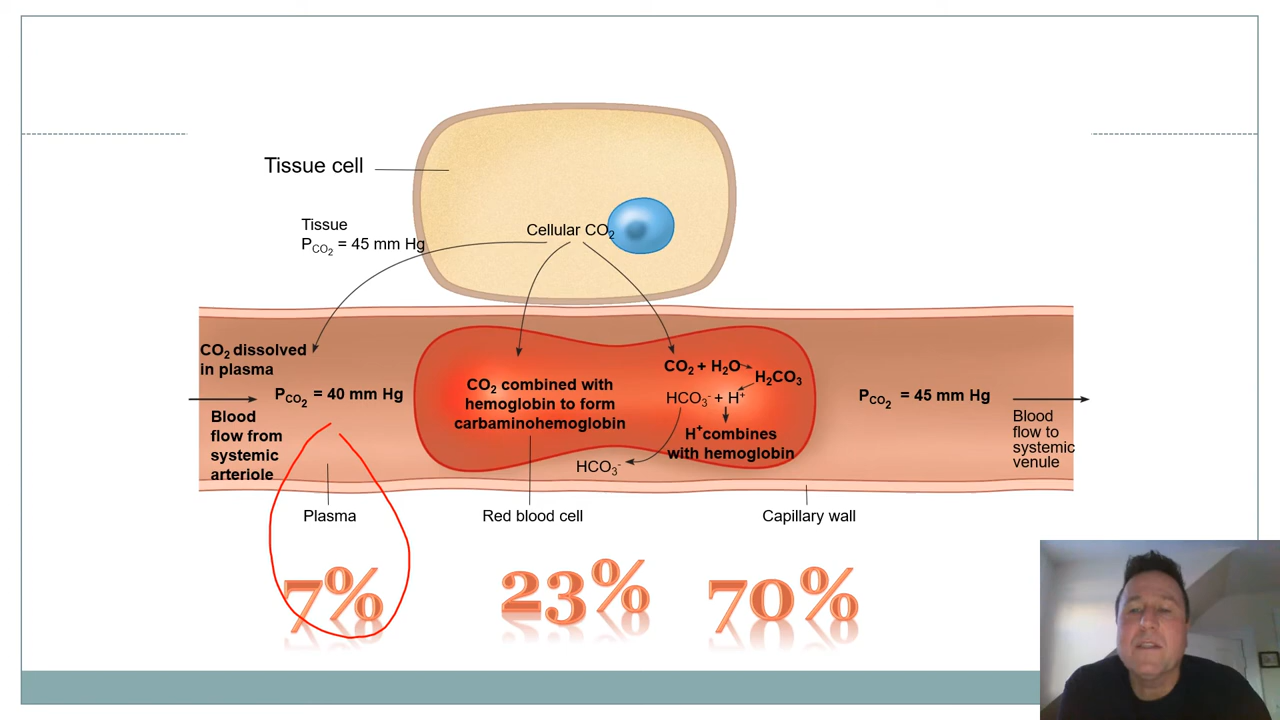 Tissue cell
Tissue
P_CO₂ = 45 mm Hg
Cellular CO₂
CO₂ dissolved
in plasma
P_CO₂ = 40 mm Hg
Blood
flow from
systemic
arteriole
CO₂ combined with
hemoglobin to form
carbaminohemoglobin
CO₂ + H₂O
H₂CO₃
HCO₃⁻ + H⁺
H⁺combines
with hemoglobin
HCO₃⁻
P_CO₂ = 45 mm Hg
Blood
flow to
systemic
venule
Plasma
Red blood cell
Capillary wall
7%
23%
70%